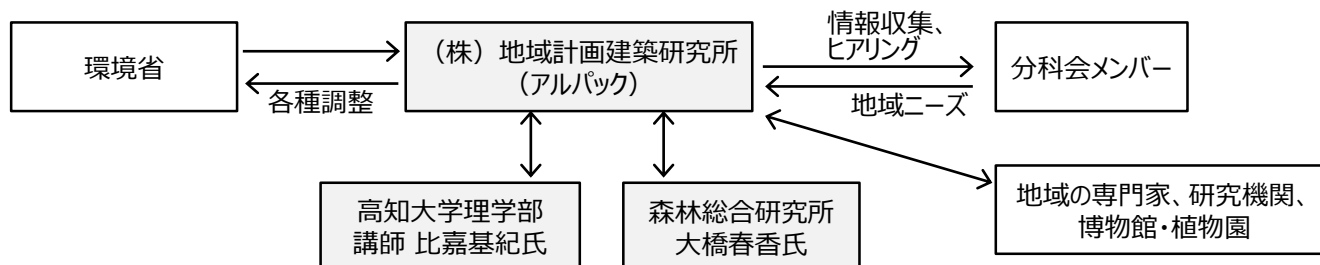 環境省
各種調整
（株）地域計画建築研究所
（アルパック）
情報収集、
ヒアリング
地域ニーズ
分科会メンバー
高知大学理学部
講師 比嘉基紀氏
森林総合研究所
大橋春香氏
地域の専門家、研究機関、
博物館・植物園